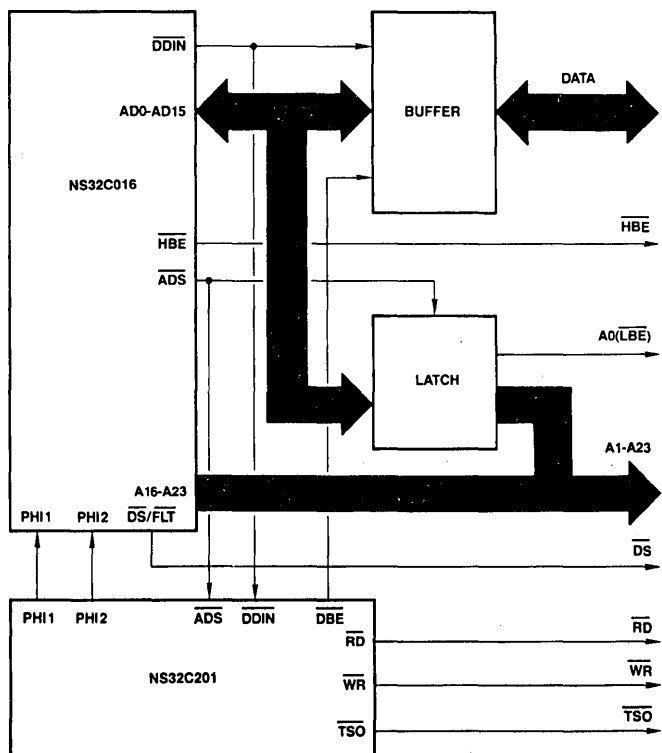 DDIN
DATA
AD0-AD15
BUFFER
NS32C016
HBE
HBE
ADS
A0(LBE)
LATCH
A1-A23
A16-A23
PHI1 PHI2 DS/FLT
DS
PHI1 PHI2 ADS DDIN DBE
RD
RD
NS32C201
WR
WR
TSO
TSO